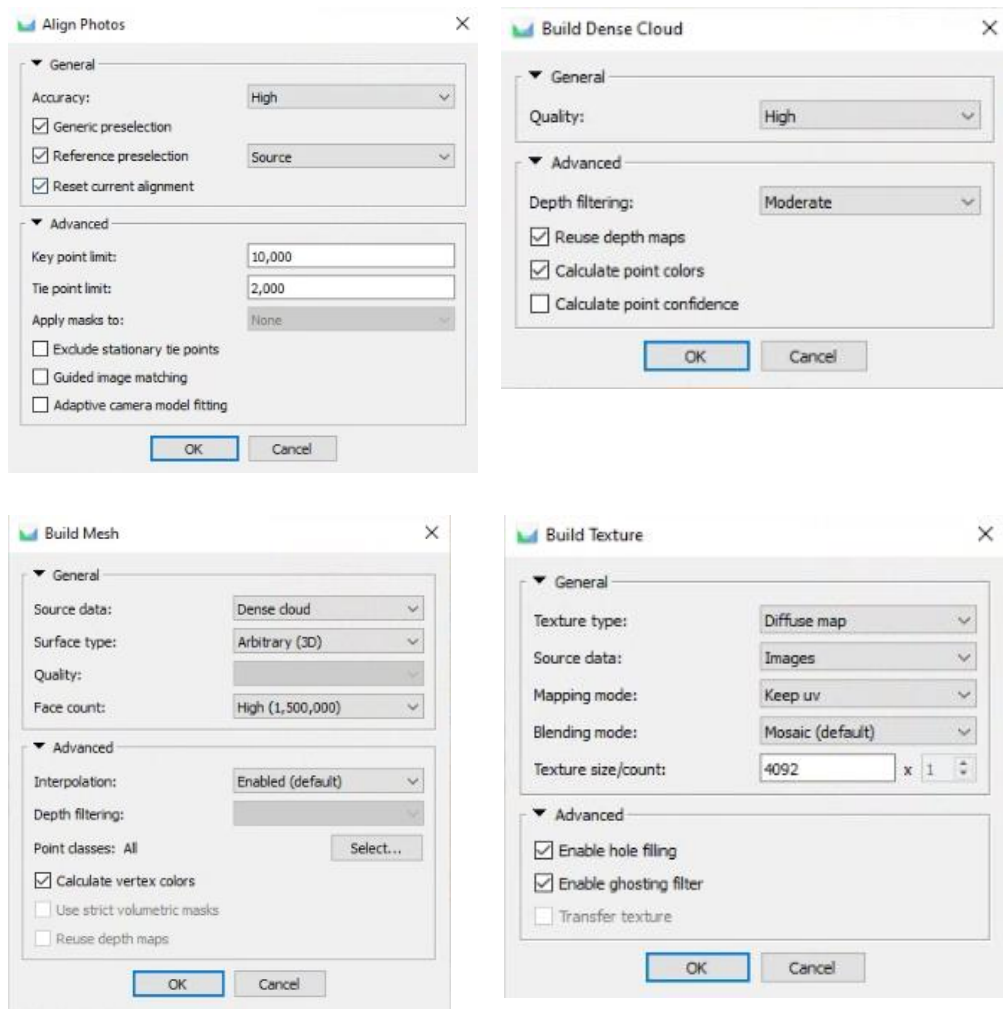 Align Photos
General
Accuracy: High
Generic preselection
Reference preselection Source
Reset current alignment
Advanced
Key point limit: 10,000
Tie point limit: 2,000
Apply masks to: None
Exclude stationary tie points
Guided image matching
Adaptive camera model fitting
OK Cancel
Build Dense Cloud
General
Quality: High
Advanced
Depth filtering: Moderate
Reuse depth maps
Calculate point colors
Calculate point confidence
OK Cancel
Build Mesh
General
Source data: Dense cloud
Surface type: Arbitrary (3D)
Quality:
Face count: High (1,500,000)
Advanced
Interpolation: Enabled (default)
Depth filtering:
Point classes: All Select...
Calculate vertex colors
Use strict volumetric masks
Reuse depth maps
OK Cancel
Build Texture
General
Texture type: Diffuse map
Source data: Images
Mapping mode: Keep uv
Blending mode: Mosaic (default)
Texture size/count: 4092 x 1
Advanced
Enable hole filling
Enable ghosting filter
Transfer texture
OK Cancel